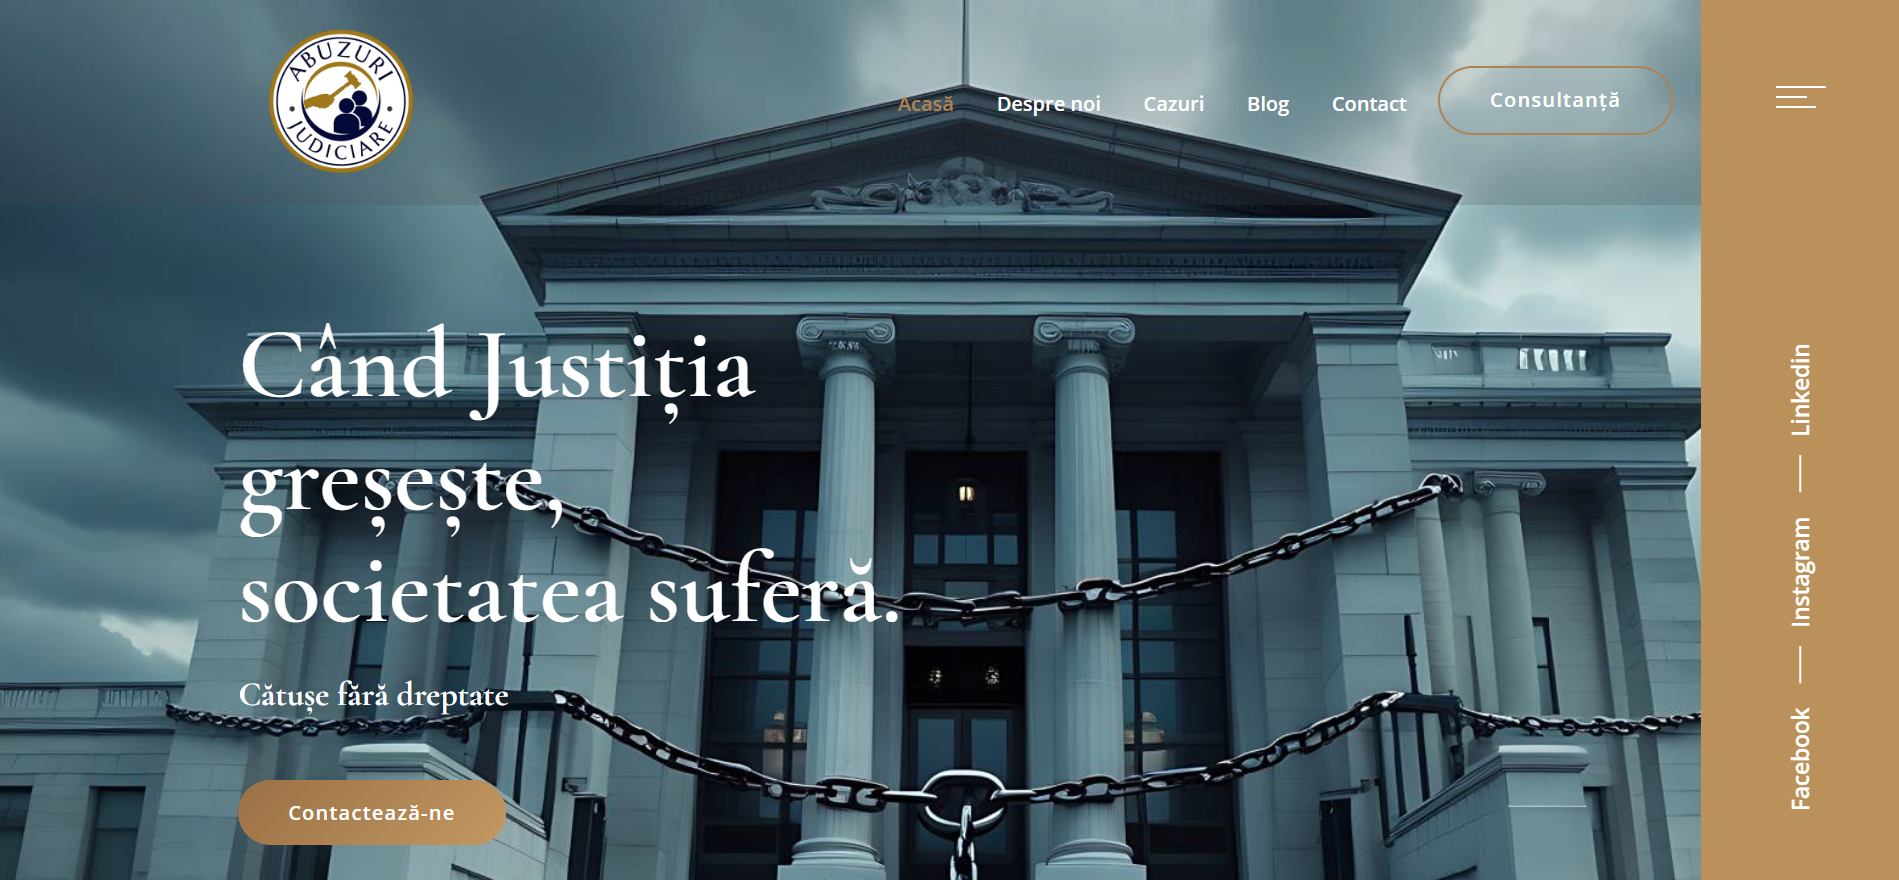 ABUZURI
JUDICIARE
Acasă
Despre noi
Cazuri
Blog
Contact
Consultanță
Când Justiția
greșește,
societatea suferă.
Cătușe fără dreptate
Contactează-ne
Linkedin
Instagram
Facebook